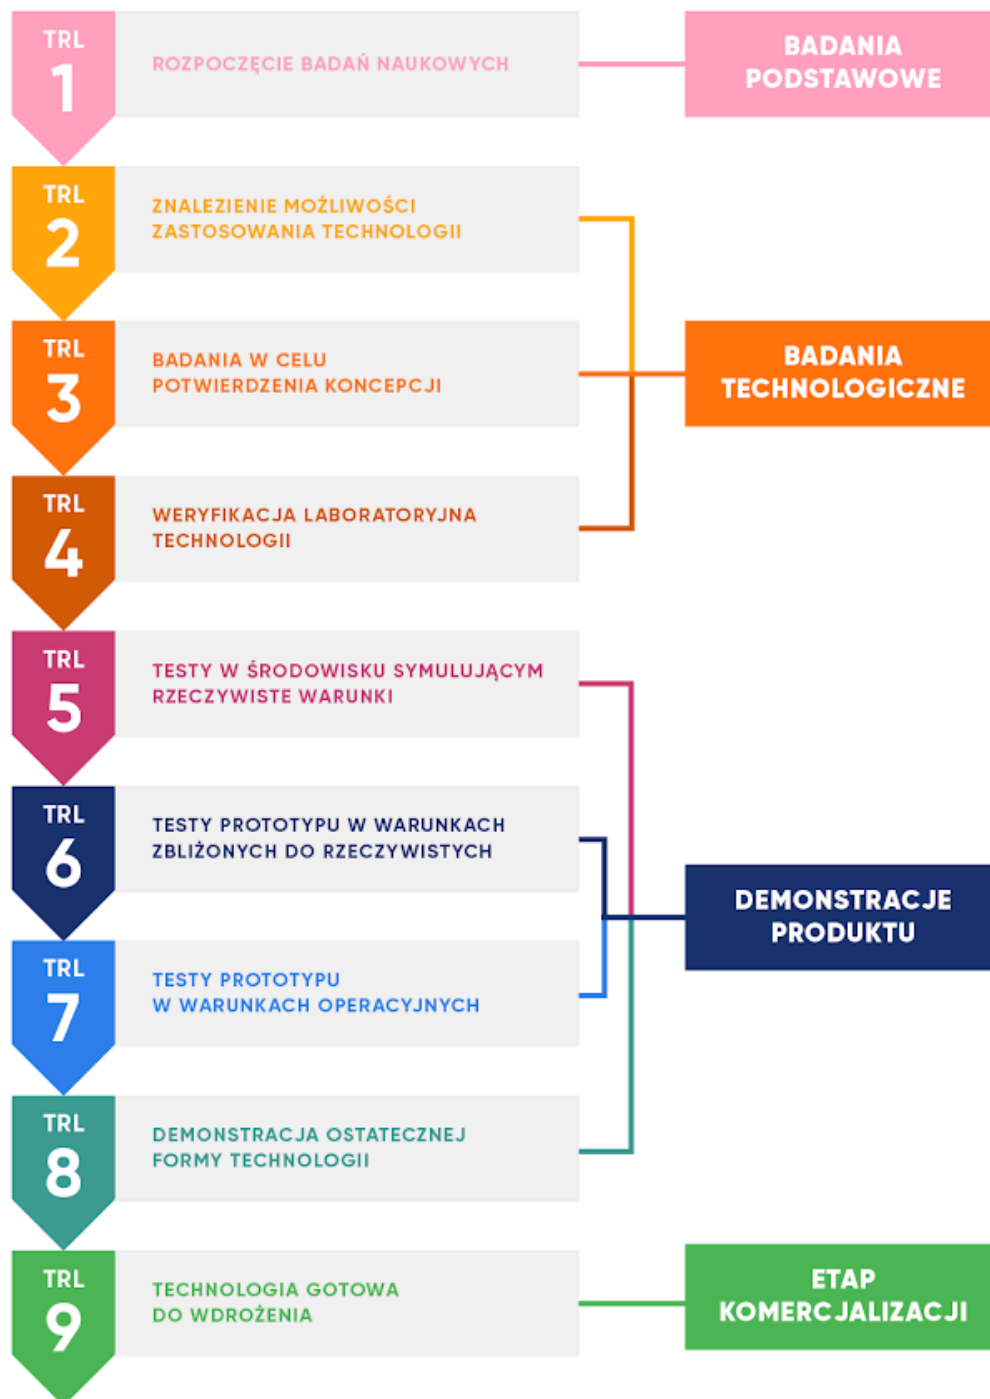 TRL
1
ROZPOCZĘCIE BADAŃ NAUKOWYCH
BADANIA
PODSTAWOWE
TRL
2
ZNALEZIENIE MOŻLIWOŚCI
ZASTOSOWANIA TECHNOLOGII
TRL
3
BADANIA W CELU
POTWIERDZENIA KONCEPCJI
BADANIA
TECHNOLOGICZNE
TRL
4
WERYFIKACJA LABORATORYJNA
TECHNOLOGII
TRL
5
TESTY W ŚRODOWISKU SYMULUJĄCYM
RZECZYWISTE WARUNKI
TRL
6
TESTY PROTOTYPU W WARUNKACH
ZBLIŻONYCH DO RZECZYWISTYCH
DEMONSTRACJE
PRODUKTU
TRL
7
TESTY PROTOTYPU
W WARUNKACH OPERACYJNYCH
TRL
8
DEMONSTRACJA OSTATECZNEJ
FORMY TECHNOLOGII
TRL
9
TECHNOLOGIA GOTOWA
DO WDROŻENIA
ETAP
KOMERCJALIZACJI